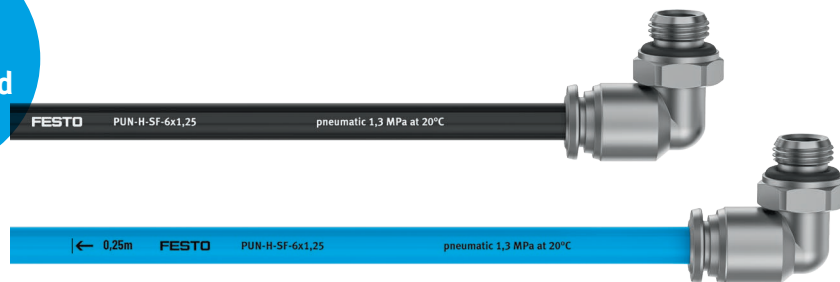 d
FESTO PUN-H-SF-6x1,25 pneumatic 1,3 MPa at 20°C
0,25m FESTO PUN-H-SF-6x1,25 pneumatic 1,3 MPa at 20°C